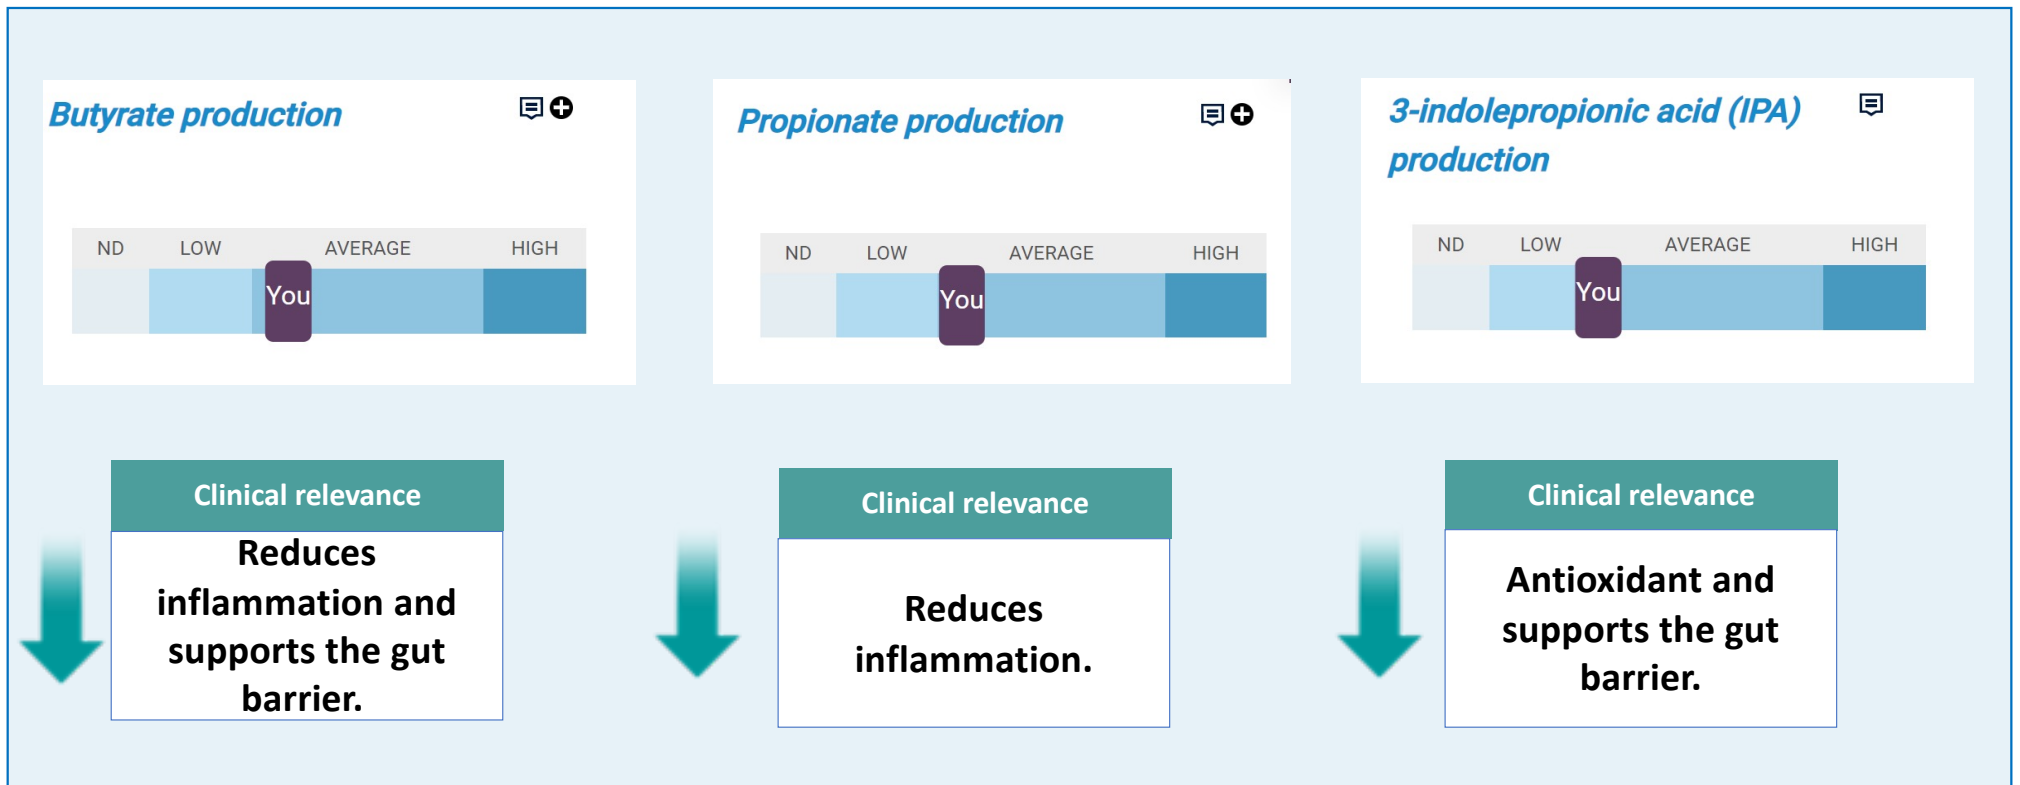 Butyrate production
ND LOW AVERAGE HIGH
You
Clinical relevance
Reduces
inflammation and
supports the gut
barrier.
Propionate production
ND LOW AVERAGE HIGH
You
Clinical relevance
Reduces
inflammation.
3-indolepropionic acid (IPA)
production
ND LOW AVERAGE HIGH
You
Clinical relevance
Antioxidant and
supports the gut
barrier.